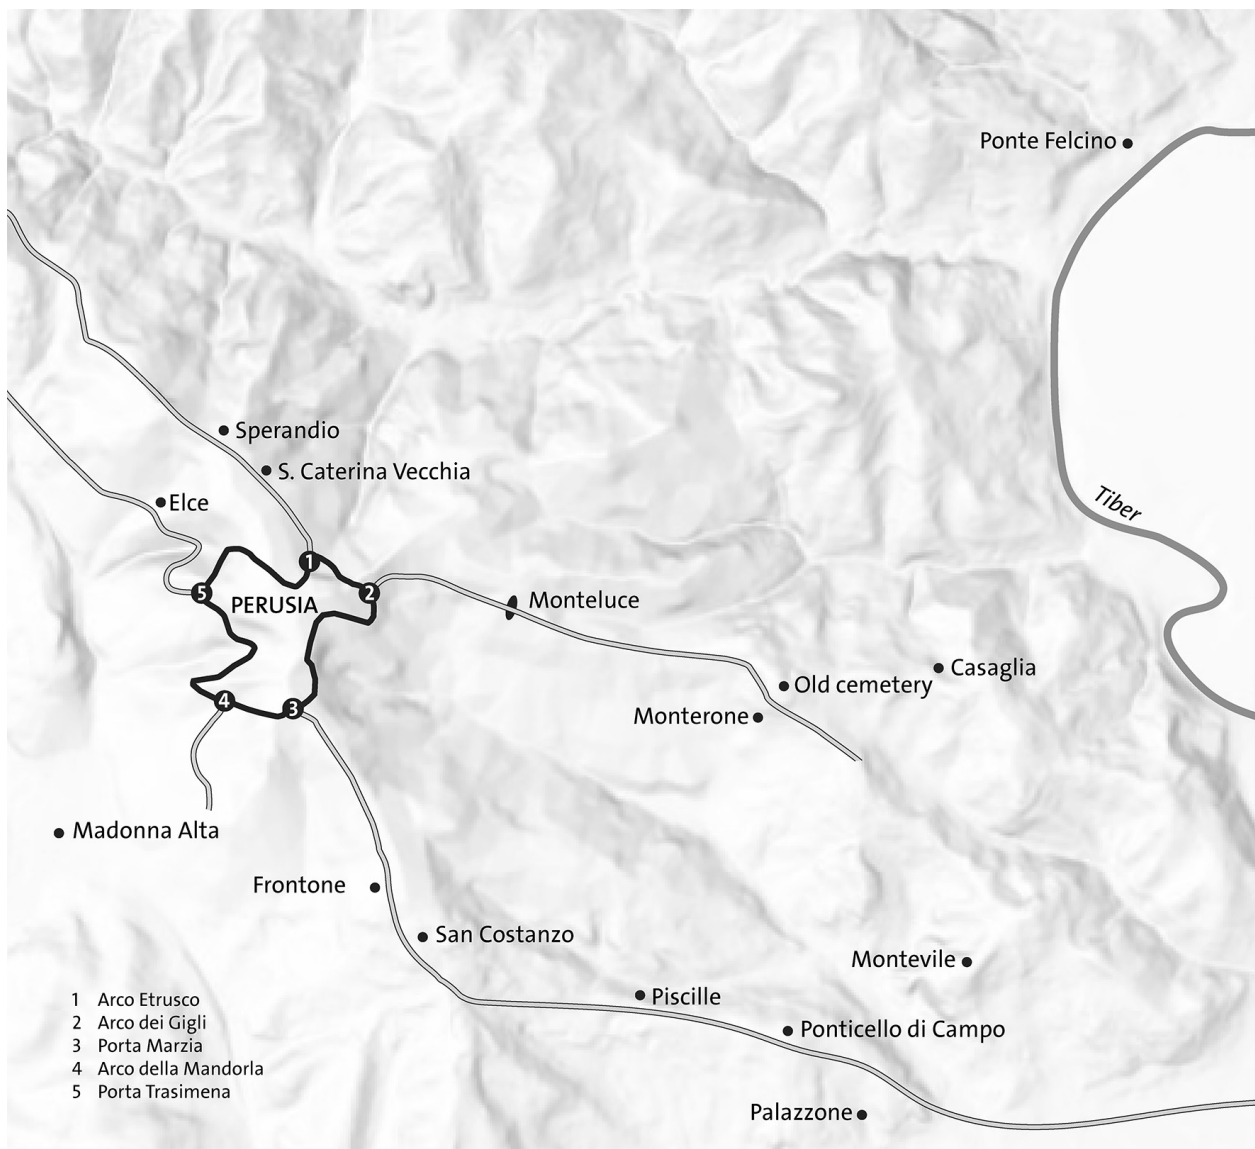 Ponte Felcino
Sperandio
S. Caterina Vecchia
Elce
Tiber
1
2
5
PERUSIA
Monteluce
Casaglia
Old cemetery
4
3
Monterone
Madonna Alta
Frontone
San Costanzo
Montevile
Piscille
Ponticello di Campo
Palazzone
1 Arco Etrusco
2 Arco dei Gigli
3 Porta Marzia
4 Arco della Mandorla
5 Porta Trasimena